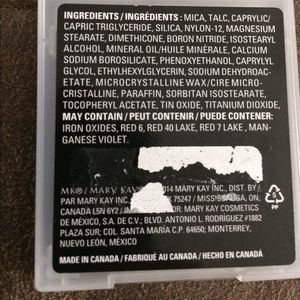 INGREDIENTS / INGRÉDIENTS : MICA, TALC, CAPRYLIC/
CAPRIC TRIGLYCERIDE, SILICA, NYLON-12, MAGNESIUM
STEARATE, DIMETHICONE, BORON NITRIDE, ISOSTEARYL
ALCOHOL, MINERAL OIL/HUILE MINÉRALE, CALCIUM
SODIUM BOROSILICATE, PHENOXYETHANOL, CAPRYLYL
GLYCOL, ETHYLHEXYLGLYCERIN, SODIUM DEHYDROAC-
ETATE, MICROCRYSTALLINE WAX/CIRE MICRO-
CRISTALLINE, PARAFFIN, SORBITAN ISOSTEARATE,
TOCOPHERYL ACETATE, TIN OXIDE, TITANIUM DIOXIDE,
MAY CONTAIN / PEUT CONTENIR / PUEDE CONTENER:
IRON OXIDES, RED 6, RED 40 LAKE, RED 7 LAKE, MAN-
GANESE VIOLET.
MK® / MARY KAY® 2014 MARY KAY INC. DIST. BY /
PAR MARY KAY INC. 75247 / MISSISSAUGA, ON,
CANADA L5N 6Y2 / MARY KAY COSMETICS
DE MÉXICO, S.A. DE C.V.; BLVD. ANTONIO L. RODRÍGUEZ #1882
PLAZA SUR; COL. SANTA MARÍA C.P. 64650; MONTERREY,
NUEVO LEÓN, MÉXICO
MADE IN CANADA / FABRIQUÉ AU CANADA / HECHO EN CANADÁ
5
PP